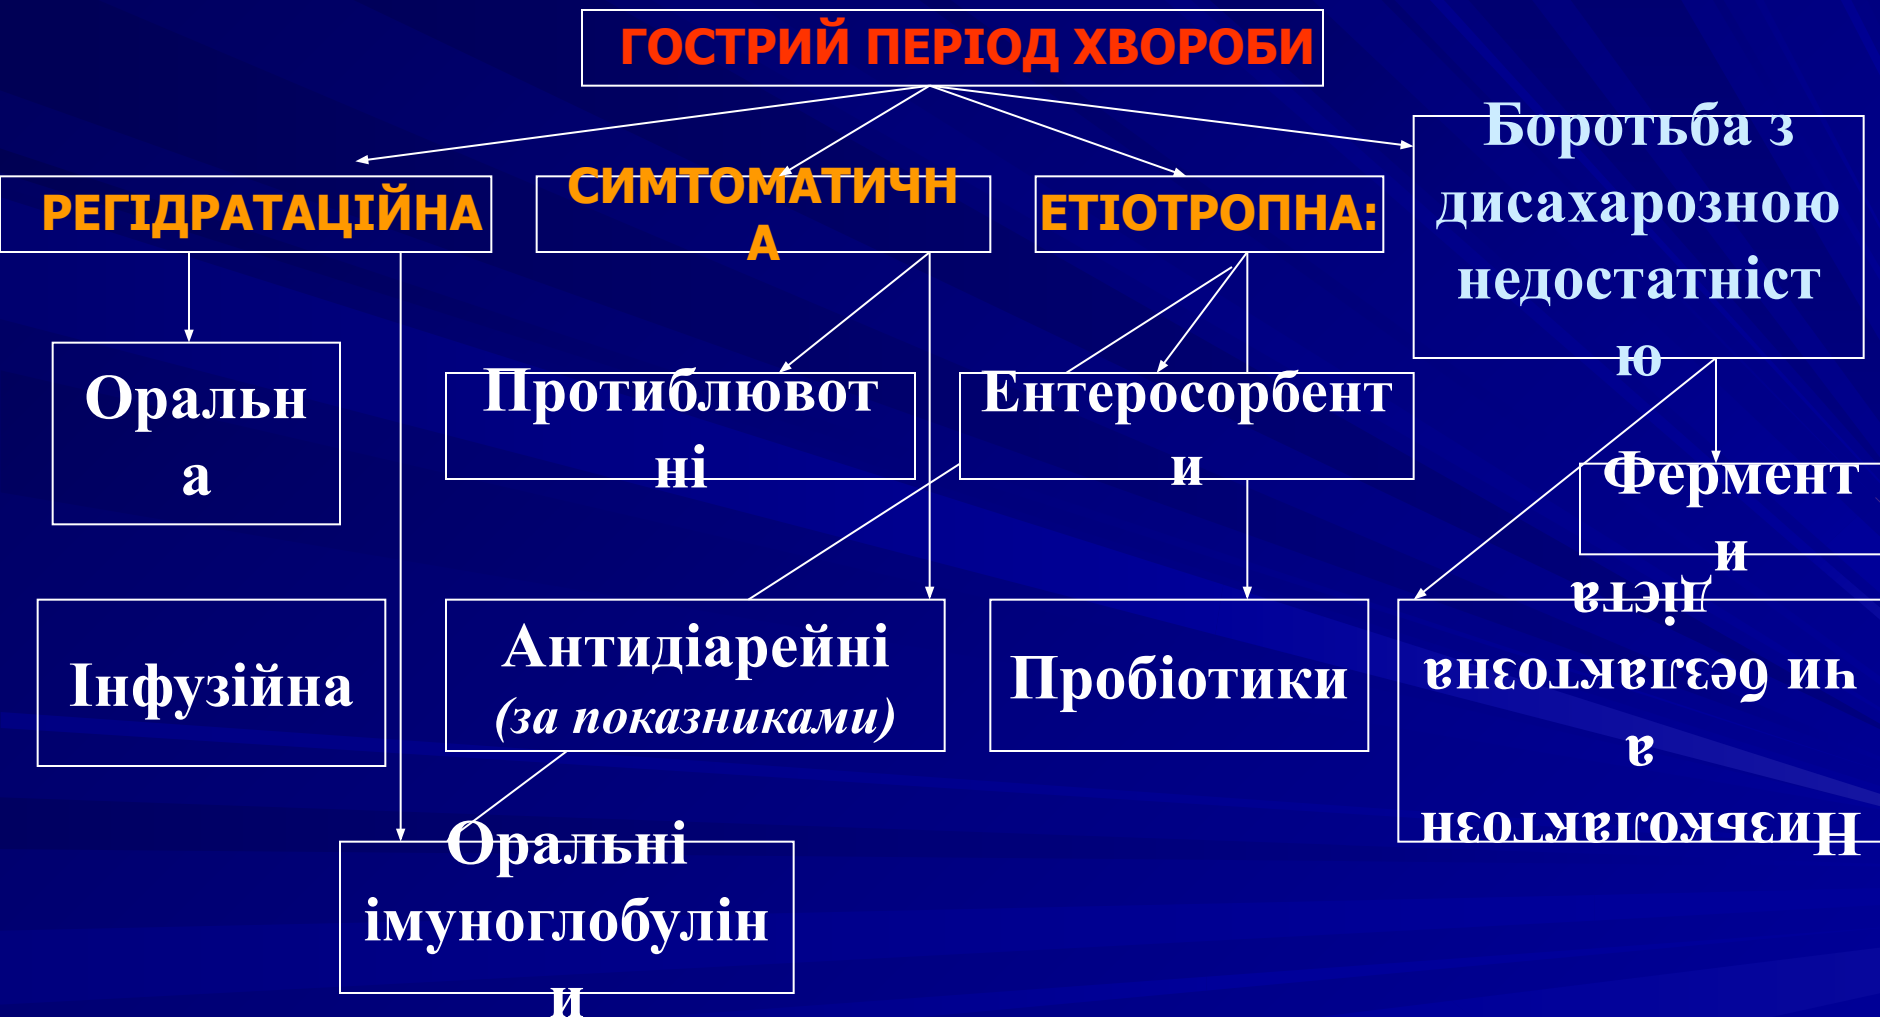 ГОСТРИЙ ПЕРІОД ХВОРОБИ
РЕГІДРАТАЦІЙНА
СИМТОМАТИЧН
А
ЕТІОТРОПНА:
Боротьба з
дисахарозною
недостатніст
ю
Оральн
а
Протиблювот
ні
Ентеросорбент
и
Фермент
и
Інфузійна
Антидіарейні
(за показниками)
Пробіотики
Низьколактозн
а
чи безлактозна
дієта
Оральні
імуноглобулін
и